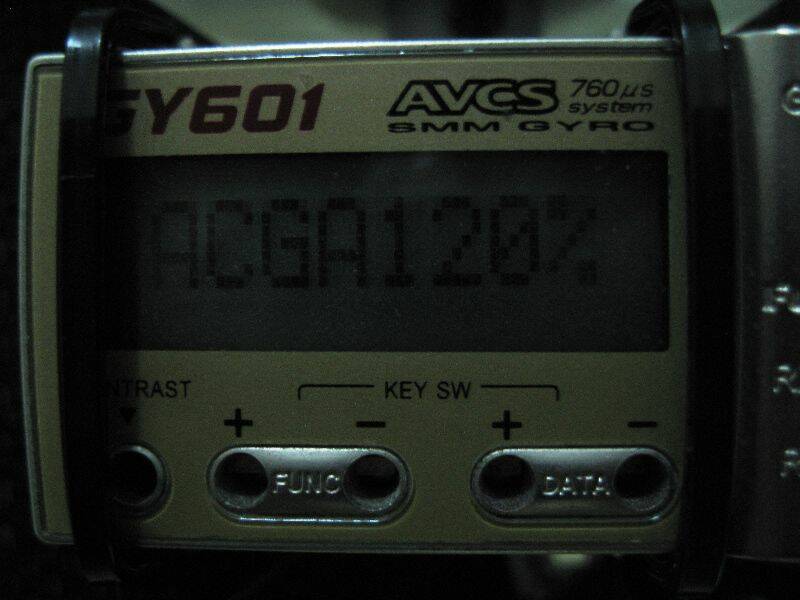 GY601
AVCS 760μs
system
SMM GYRO
ACGA120%
NTRAST
KEY SW
+ − + −
FUNC DATA